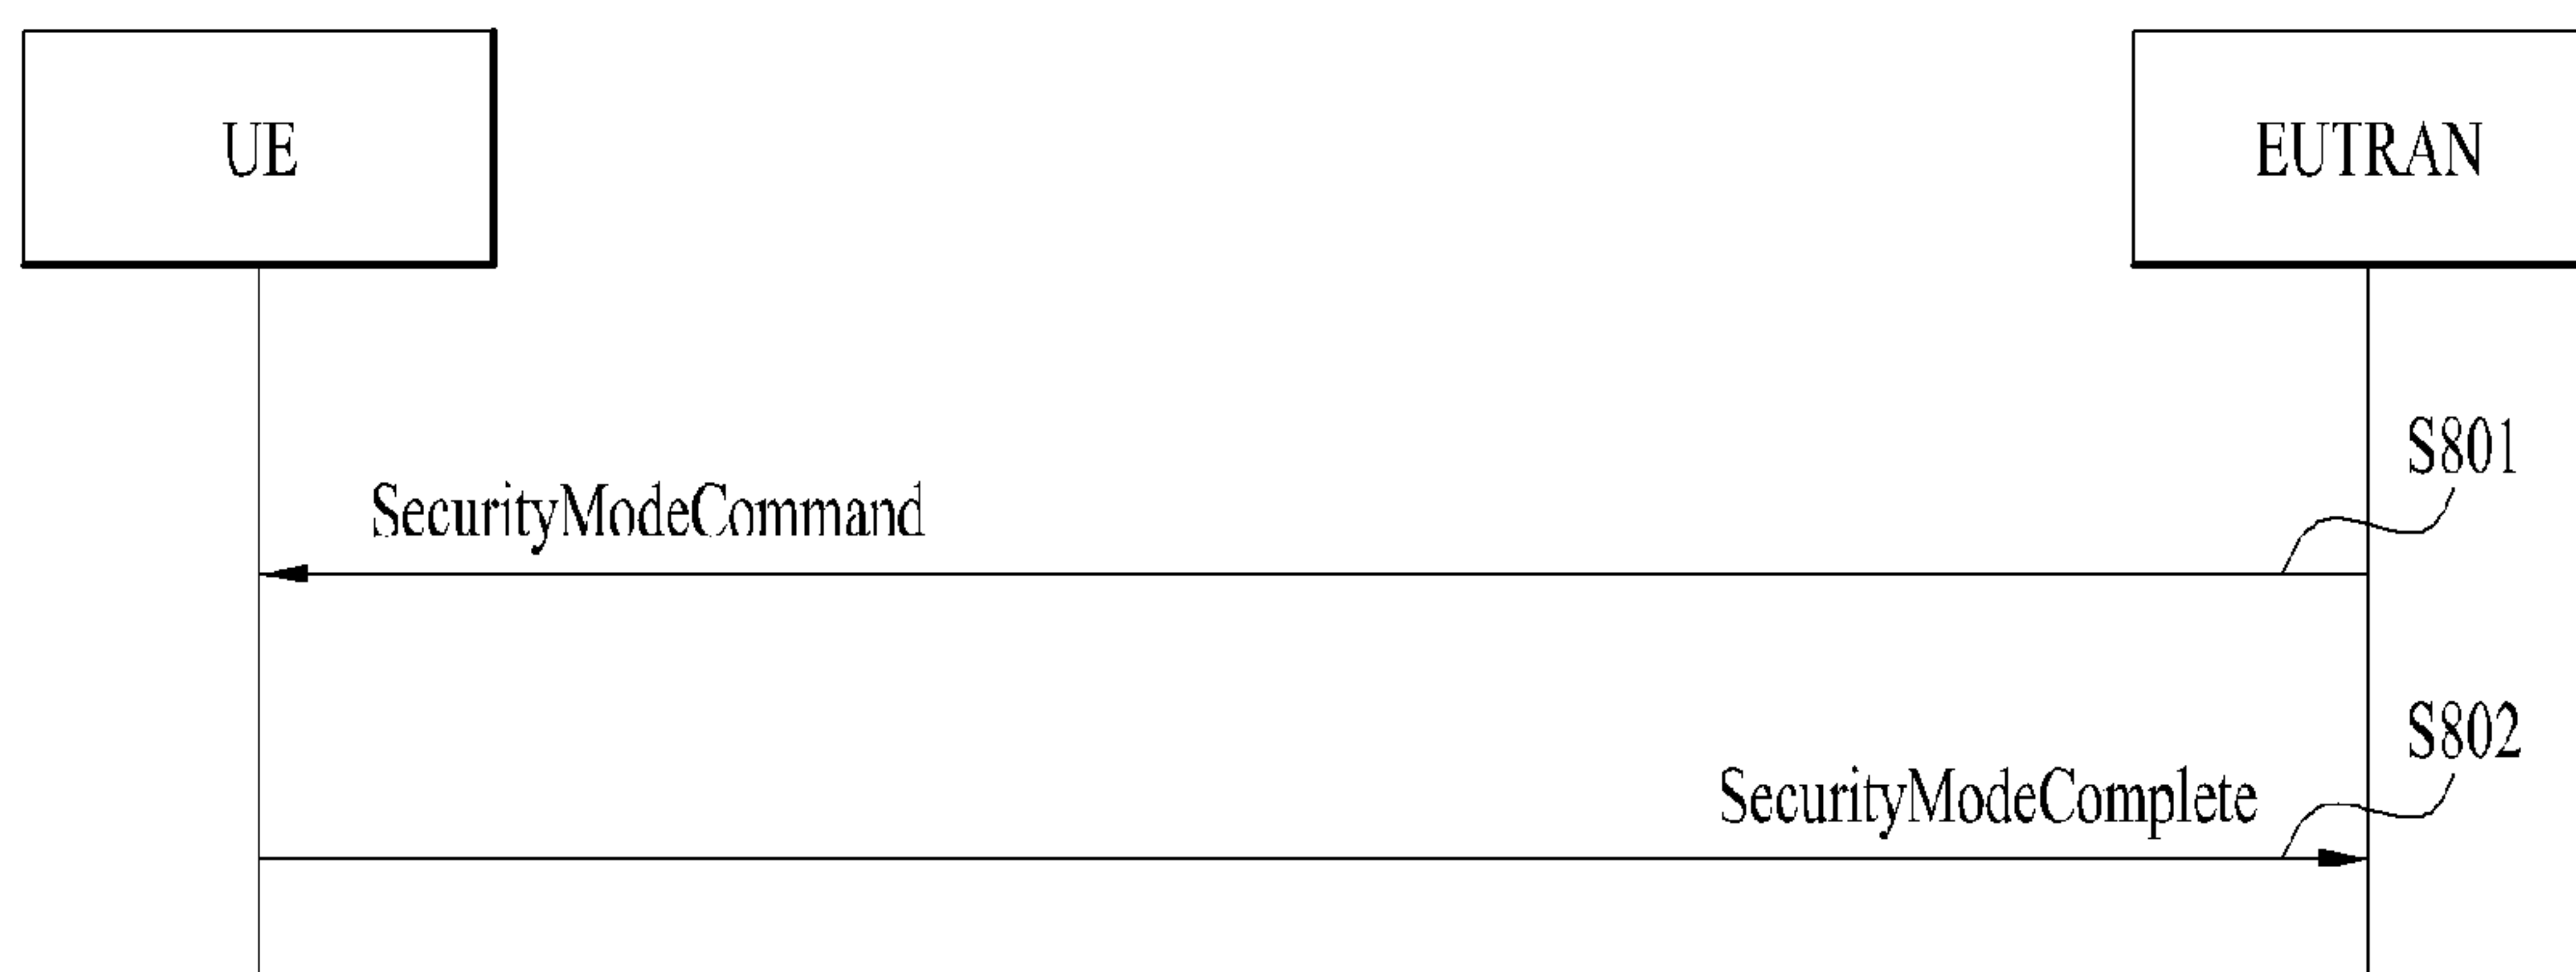 UE
EUTRAN
S801
SecurityModeCommand
S802
SecurityModeComplete